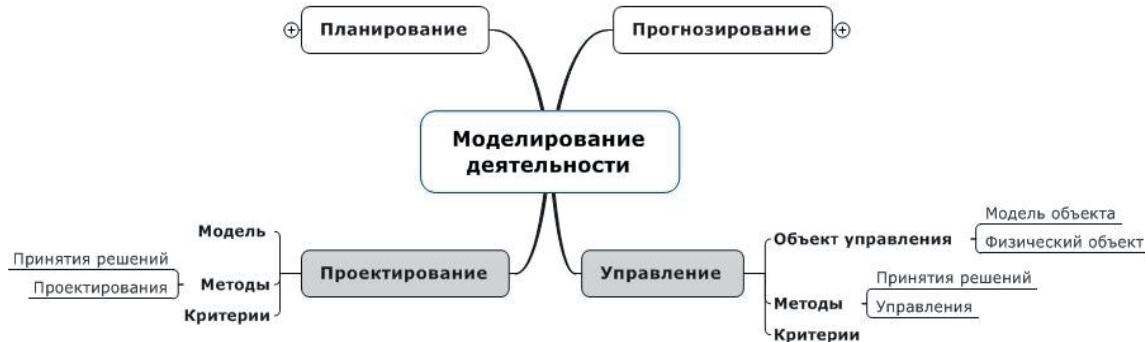 Планирование
Прогнозирование
Моделирование
деятельности
Модель
Принятия решений
Проектирования
Методы
Критерии
Проектирование
Управление
Объект управления
Модель объекта
Физический объект
Методы
Принятия решений
Управления
Критерии